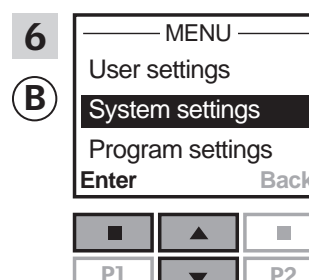 6
B
MENU
User settings
System settings
Program settings
Enter Back
P1 P2